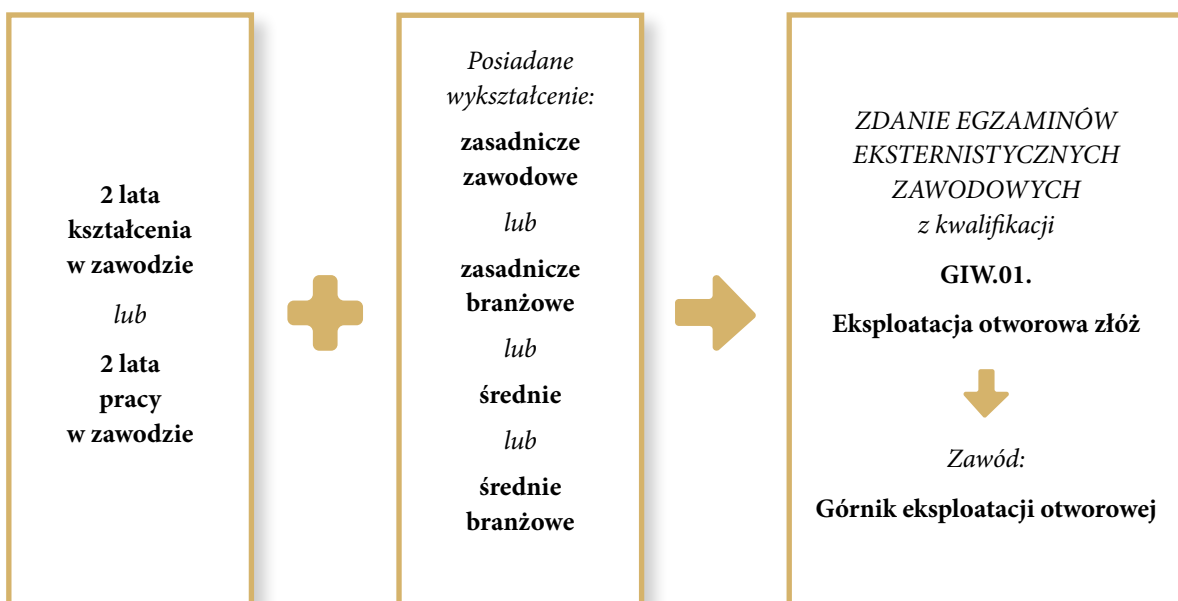 2 lata
kształcenia
w zawodzie
lub
2 lata
pracy
w zawodzie
Posiadane
wykształcenie:
zasadnicze
zawodowe
lub
zasadnicze
branżowe
lub
średnie
lub
średnie
branżowe
ZDANIE EGZAMINÓW
EKSTERNISTYCZNYCH
ZAWODOWYCH
z kwalifikacji
GIW.01.
Eksploatacja otworowa złóż
Zawód:
Górnik eksploatacji otworowej